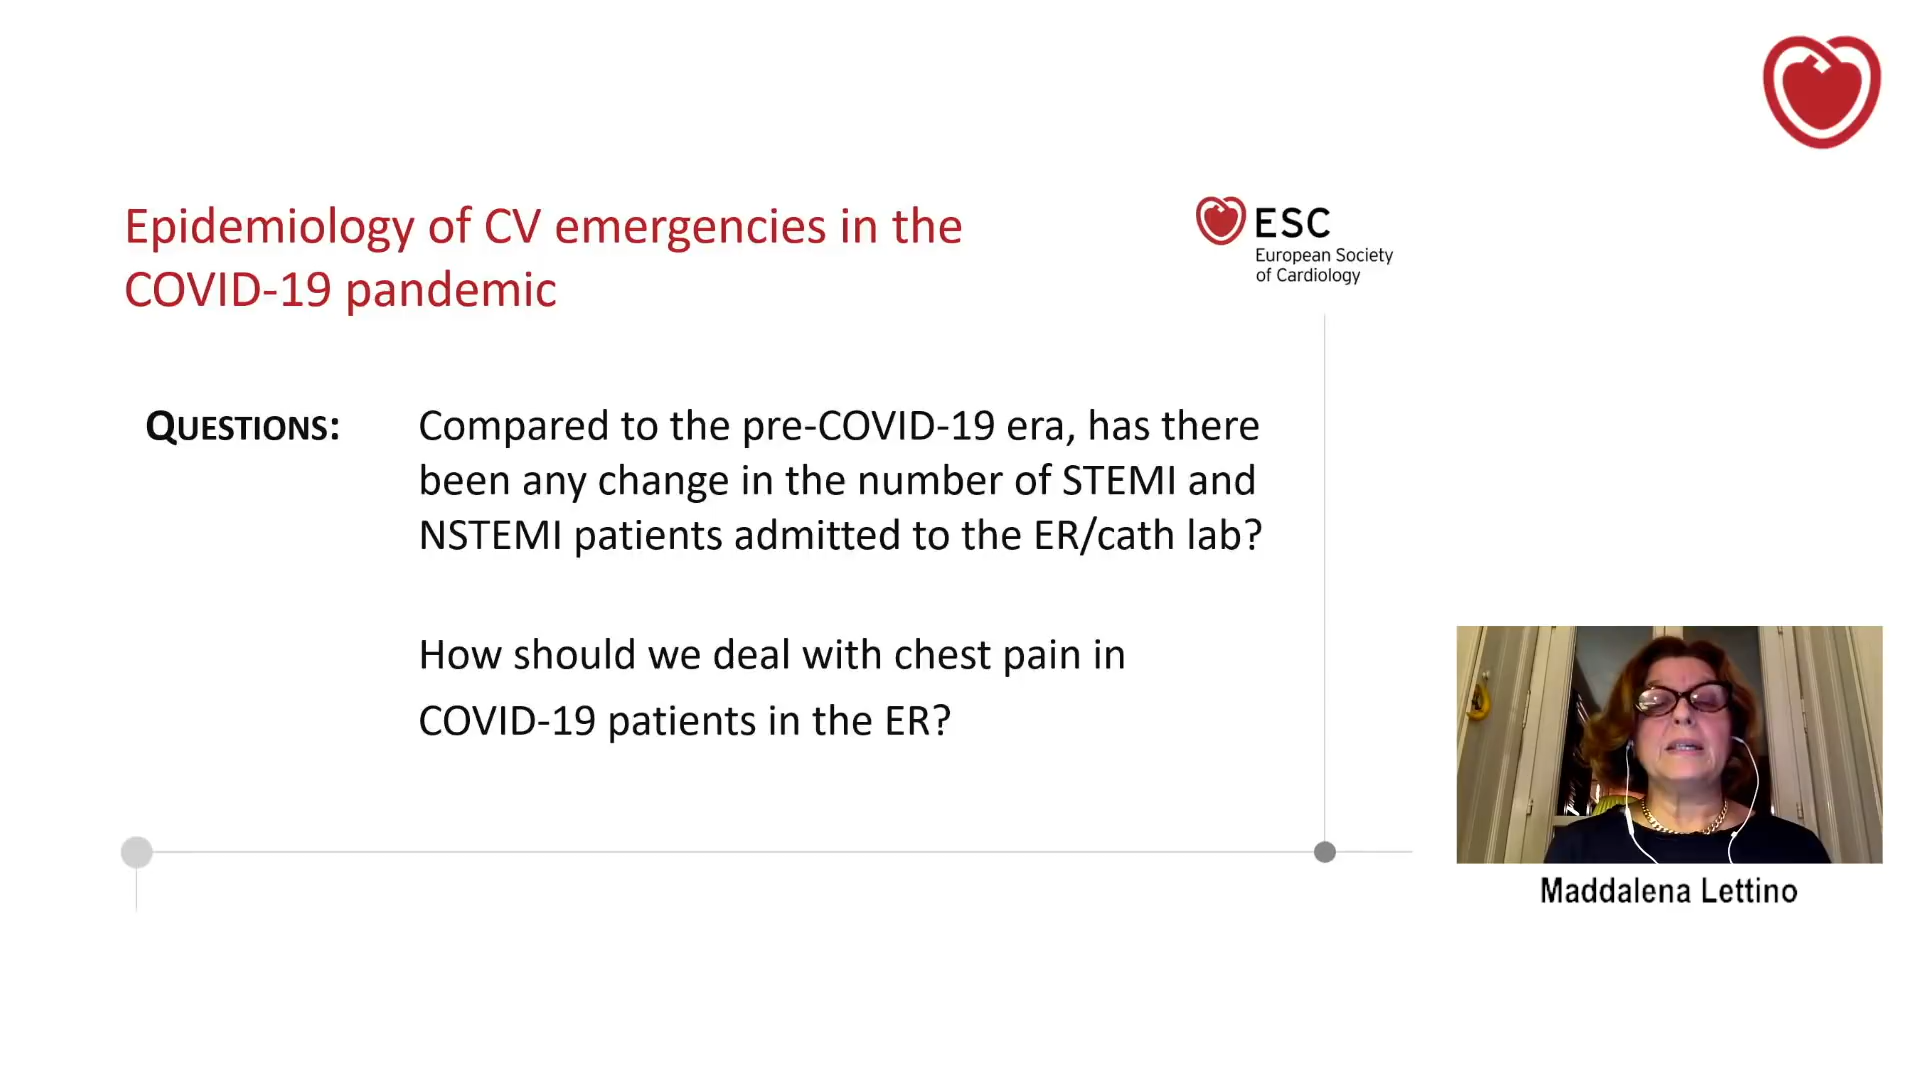 Epidemiology of CV emergencies in the
COVID-19 pandemic
ESC
European Society
of Cardiology
QUESTIONS:
Compared to the pre-COVID-19 era, has there
been any change in the number of STEMI and
NSTEMI patients admitted to the ER/cath lab?
How should we deal with chest pain in
COVID-19 patients in the ER?
Maddalena Lettino